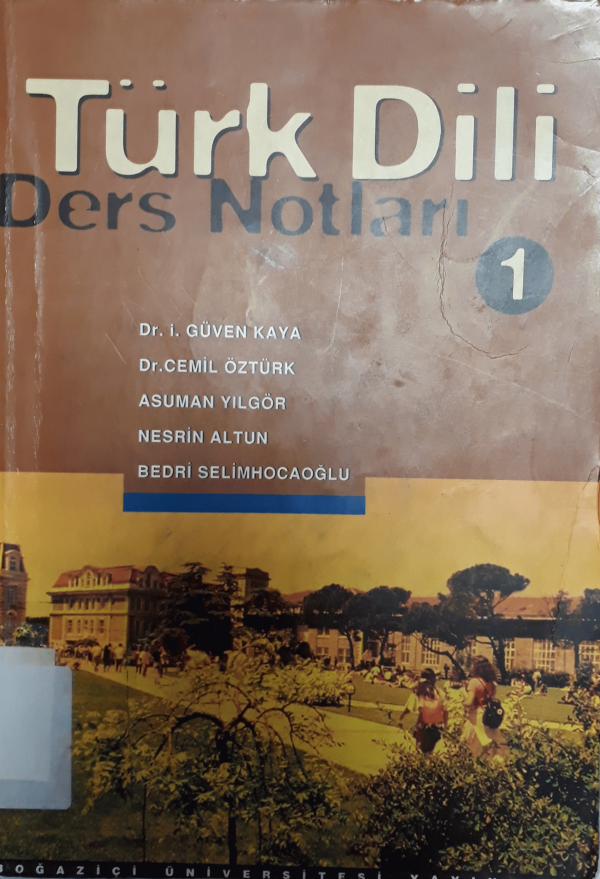 Türk Dili
Ders Notları
1
Dr. i. GÜVEN KAYA
Dr.CEMİL ÖZTÜRK
ASUMAN YILGÖR
NESRİN ALTUN
BEDRİ SELİMHOCAOĞLU
BOĞAZİÇİ ÜNİVERSİTESİ